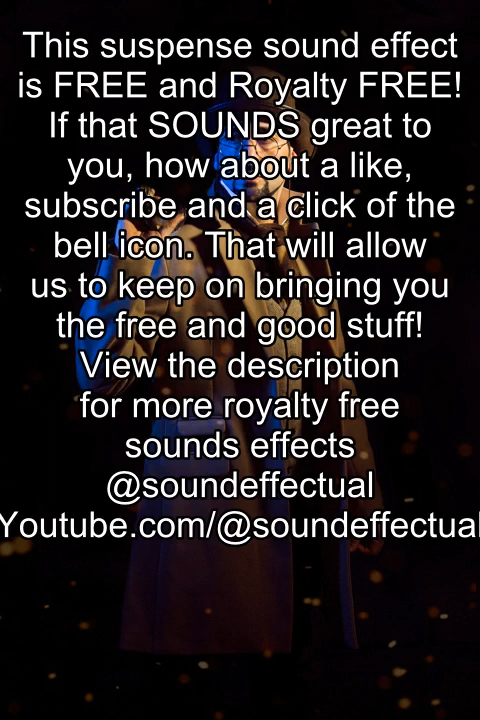 This suspense sound effect
is FREE and Royalty FREE!
If that SOUNDS great to
you, how about a like,
subscribe and a click of the
bell icon. That will allow
us to keep on bringing you
the free and good stuff!
View the description
for more royalty free
sounds effects
@soundeffectual
Youtube.com/@soundeffectual